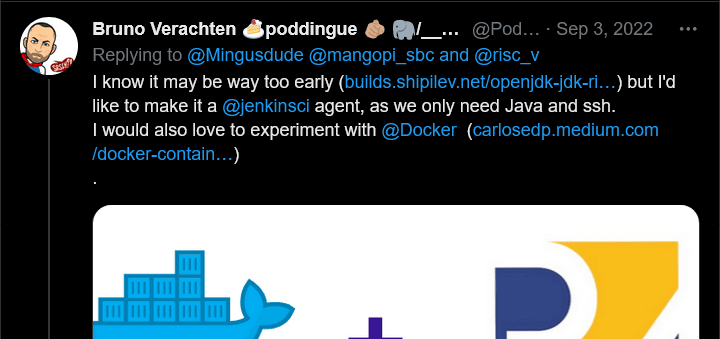 Bruno Verachten 🍰poddingue 🫵🏽 🐘/__... @Pod... · Sep 3, 2022 ...
Replying to @Mingusdude @mangopi_sbc and @risc_v
I know it may be way too early (builds.shipilev.net/openjdk-jdk-ri...) but I'd
like to make it a @jenkinsci agent, as we only need Java and ssh.
I would also love to experiment with @Docker (carlosedp.medium.com
/docker-contain...)
.